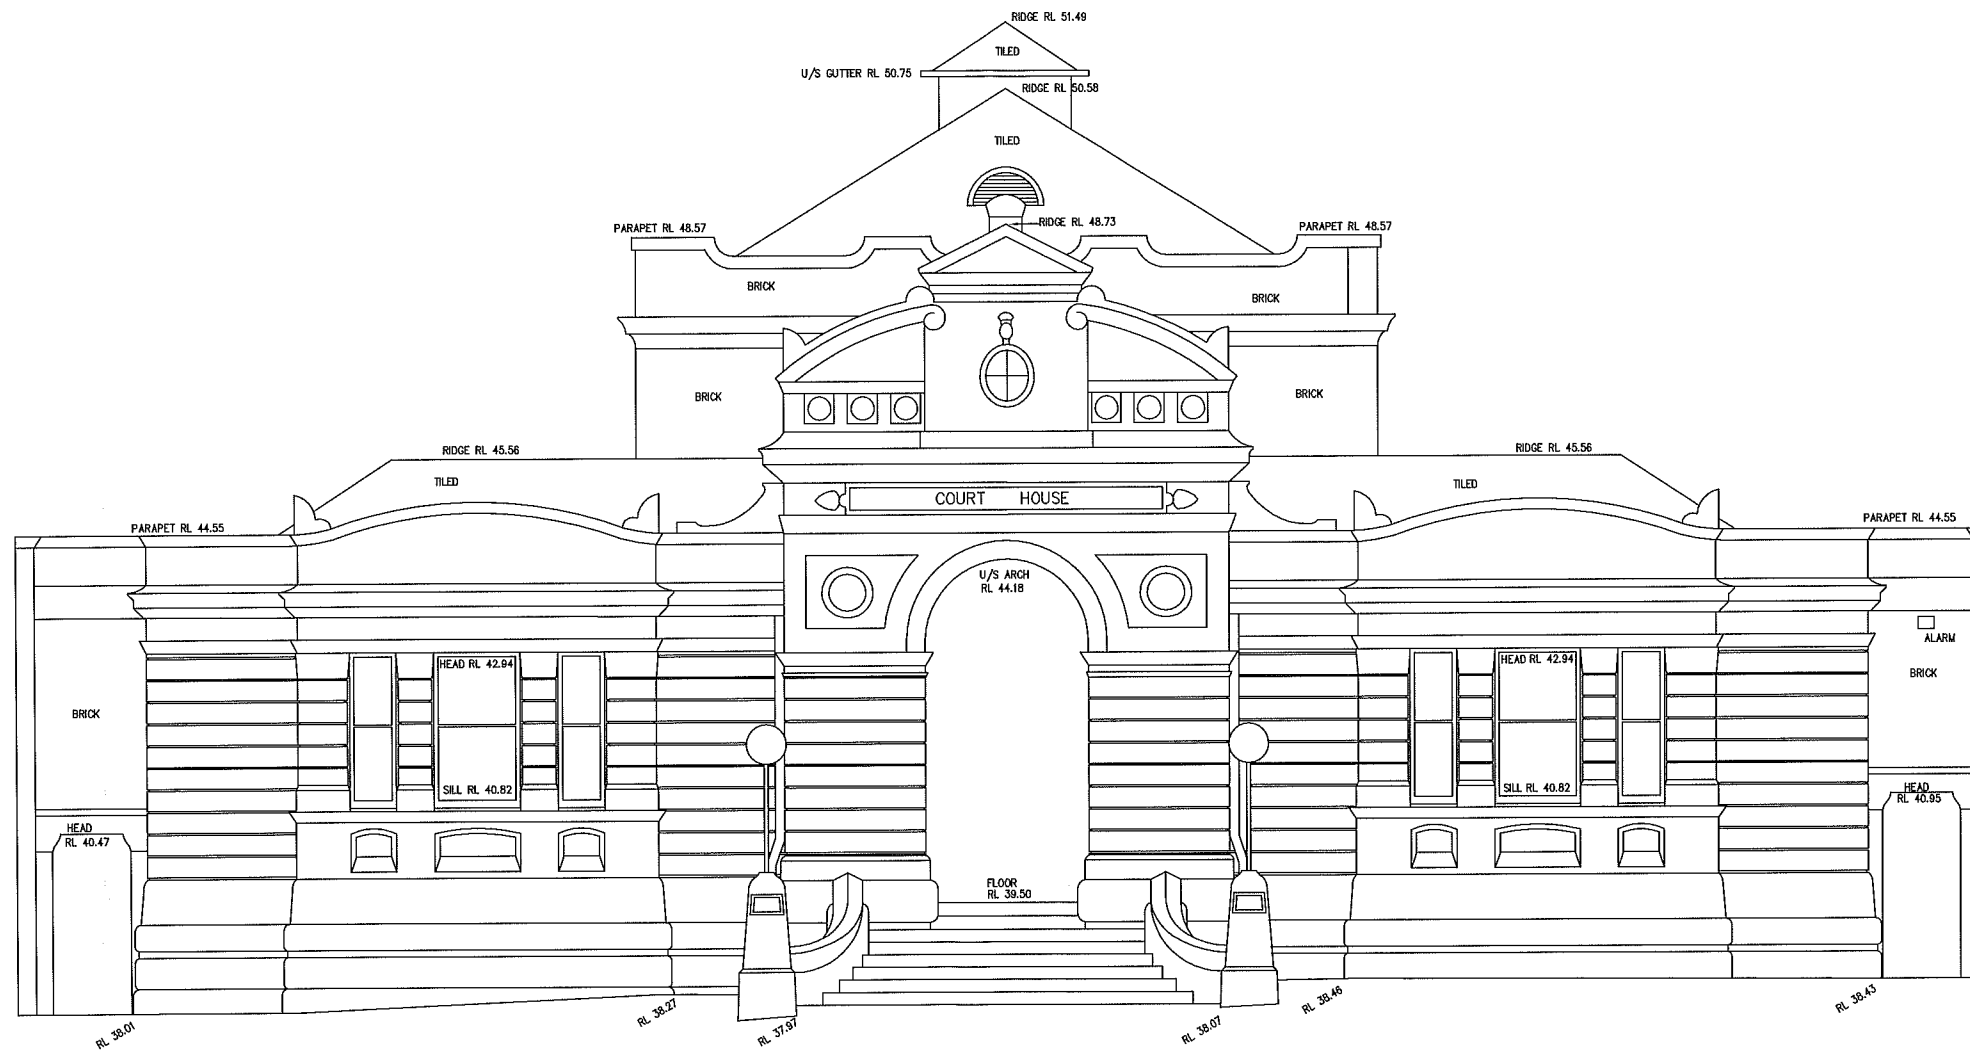 RIDGE RL 51.49
TILED
U/S GUTTER RL 50.75
RIDGE RL 50.58
TILED
RIDGE RL 48.73
PARAPET RL 48.57
PARAPET RL 48.57
BRICK
BRICK
BRICK
BRICK
RIDGE RL 45.56
RIDGE RL 45.56
TILED
TILED
COURT HOUSE
PARAPET RL 44.55
PARAPET RL 44.55
U/S ARCH
RL 44.18
ALARM
HEAD RL 42.94
HEAD RL 42.94
BRICK
BRICK
SILL RL 40.82
SILL RL 40.82
HEAD
RL 40.95
HEAD
RL 40.47
FLOOR
RL 39.50
RL 38.01
RL 38.27
RL 37.97
RL 38.07
RL 38.46
RL 38.43